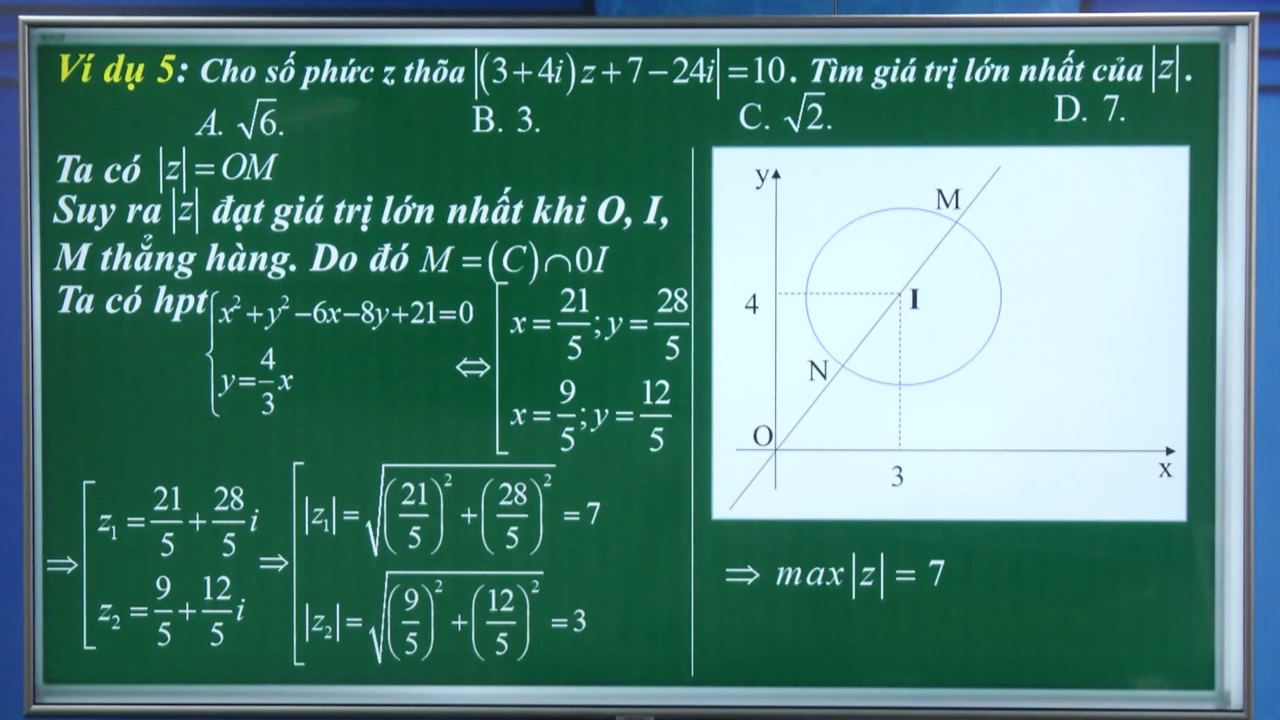 Ví dụ 5: Cho số phức z thõa |(3+4i)z+7−24i|=10. Tìm giá trị lớn nhất của |z|.
A. √6. B. 3. C. √2. D. 7.
Ta có |z|=OM
Suy ra |z| đạt giá trị lớn nhất khi O, I,
M thẳng hàng. Do đó M=(C)∩0I
Ta có hpt { x²+y²−6x−8y+21=0
y=4/3 x
⇔ [ x=21/5; y=28/5
x=9/5; y=12/5
⇒ [ z₁=21/5+28/5 i
z₂=9/5+12/5 i
⇒ [ |z₁|=√((21/5)²+(28/5)²)=7
|z₂|=√((9/5)²+(12/5)²)=3
y
M
4
I
N
O
3
x
⇒ max|z| = 7